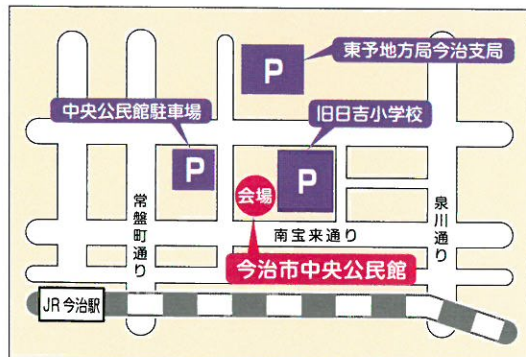 P
東予地方局今治支局
中央公民館駐車場
旧日吉小学校
P
P
会場
常盤町通り
南宝来通り
泉川通り
今治市中央公民館
JR 今治駅